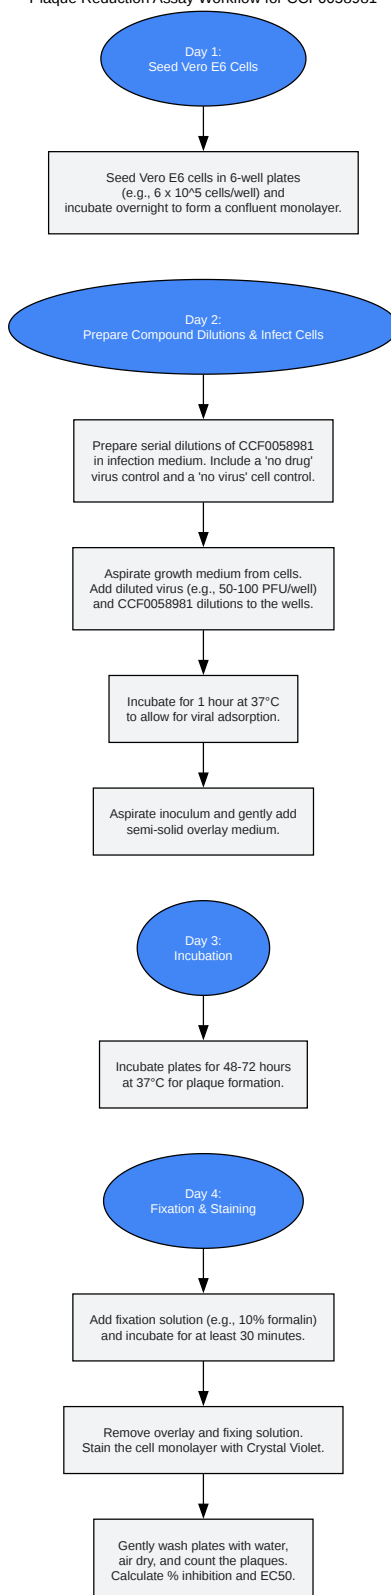 Plaque Reduction Assay Workflow for CCF0058981
Day 1:
Seed Vero E6 Cells
Seed Vero E6 cells in 6-well plates
(e.g., 6 x 10^5 cells/well) and
incubate overnight to form a confluent monolayer.
Day 2:
Prepare Compound Dilutions & Infect Cells
Prepare serial dilutions of CCF0058981
in infection medium. Include a 'no drug'
virus control and a 'no virus' cell control.
Aspirate growth medium from cells.
Add diluted virus (e.g., 50-100 PFU/well)
and CCF0058981 dilutions to the wells.
Incubate for 1 hour at 37°C
to allow for viral adsorption.
Aspirate inoculum and gently add
semi-solid overlay medium.
Day 3:
Incubation
Incubate plates for 48-72 hours
at 37°C for plaque formation.
Day 4:
Fixation & Staining
Add fixation solution (e.g., 10% formalin)
and incubate for at least 30 minutes.
Remove overlay and fixing solution.
Stain the cell monolayer with Crystal Violet.
Gently wash plates with water,
air dry, and count the plaques.
Calculate % inhibition and EC50.